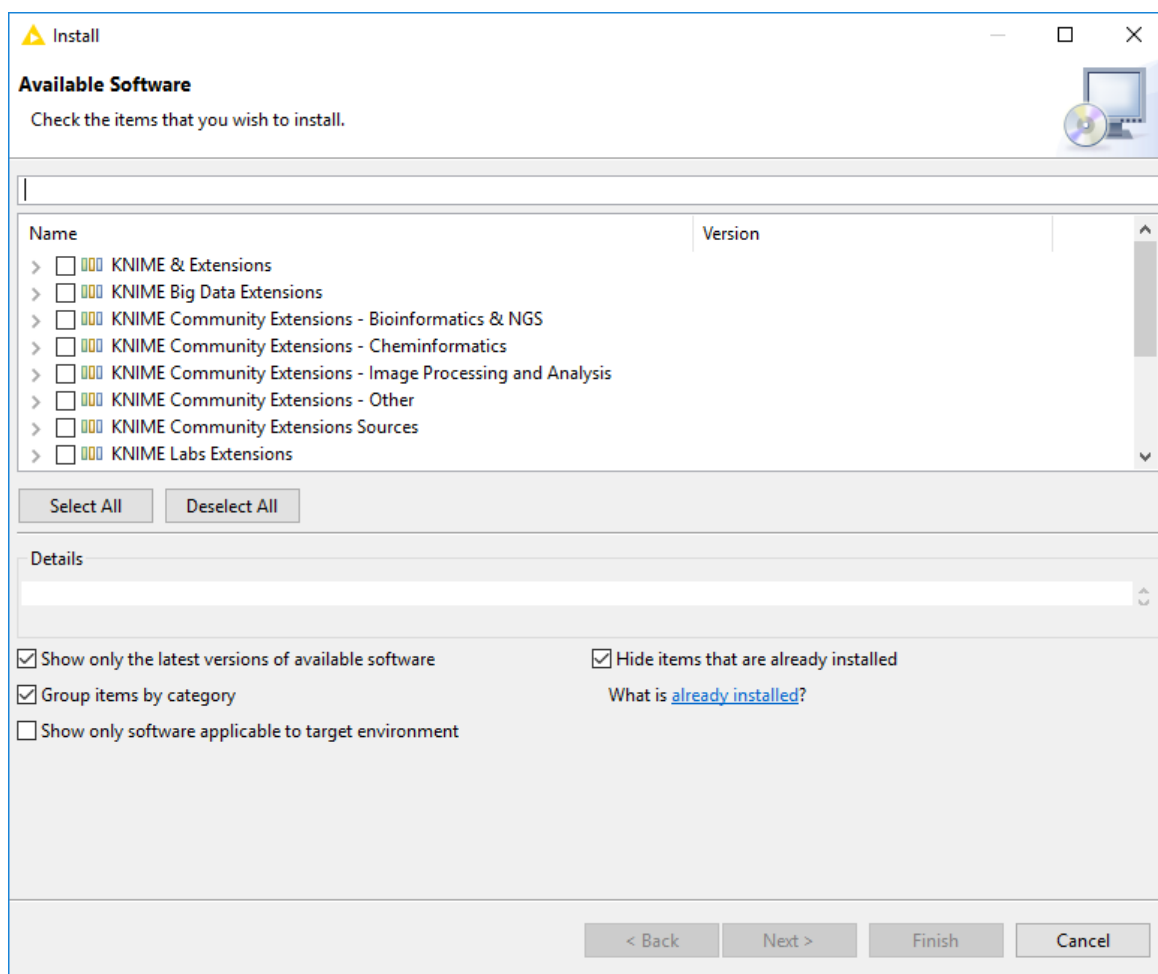 Install
Available Software
Check the items that you wish to install.
Name Version
KNIME & Extensions
KNIME Big Data Extensions
KNIME Community Extensions - Bioinformatics & NGS
KNIME Community Extensions - Cheminformatics
KNIME Community Extensions - Image Processing and Analysis
KNIME Community Extensions - Other
KNIME Community Extensions Sources
KNIME Labs Extensions
Select All Deselect All
Details
Show only the latest versions of available software Hide items that are already installed
Group items by category What is already installed?
Show only software applicable to target environment
< Back Next > Finish Cancel